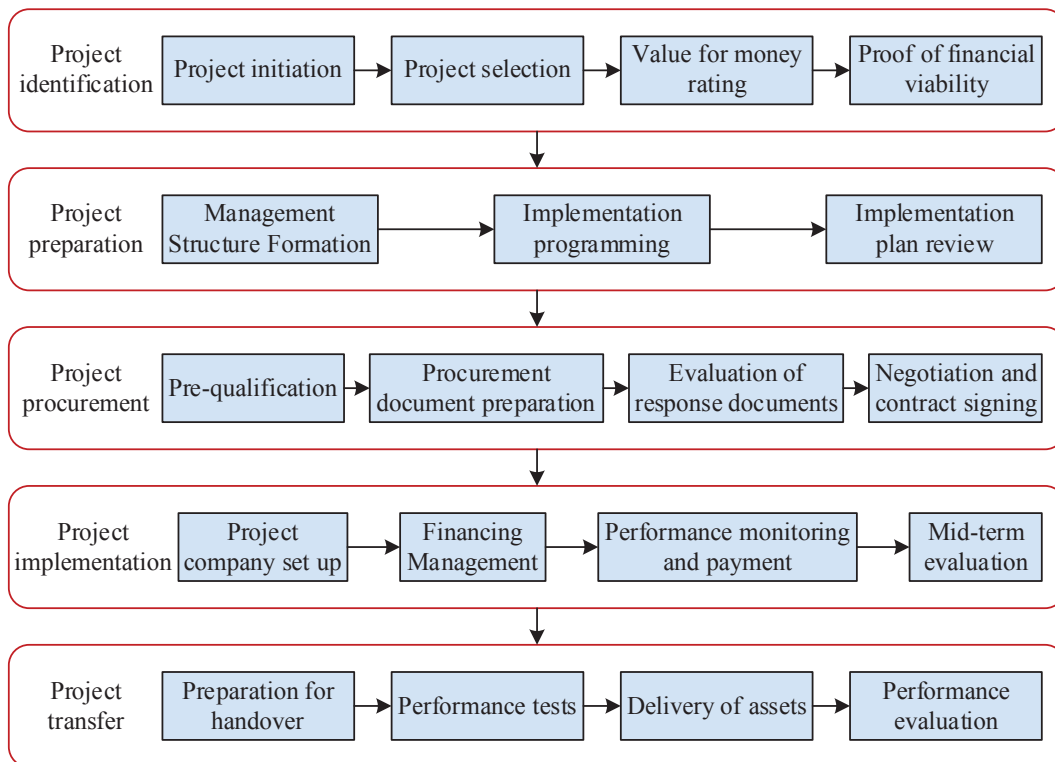 Project
identification
Project initiation
Project selection
Value for money
rating
Proof of financial
viability
Project
preparation
Management
Structure Formation
Implementation
programming
Implementation
plan review
Project
procurement
Pre-qualification
Procurement
document preparation
Evaluation of
response documents
Negotiation and
contract signing
Project
implementation
Project
company set up
Financing
Management
Performance monitoring
and payment
Mid-term
evaluation
Project
transfer
Preparation for
handover
Performance tests
Delivery of assets
Performance
evaluation